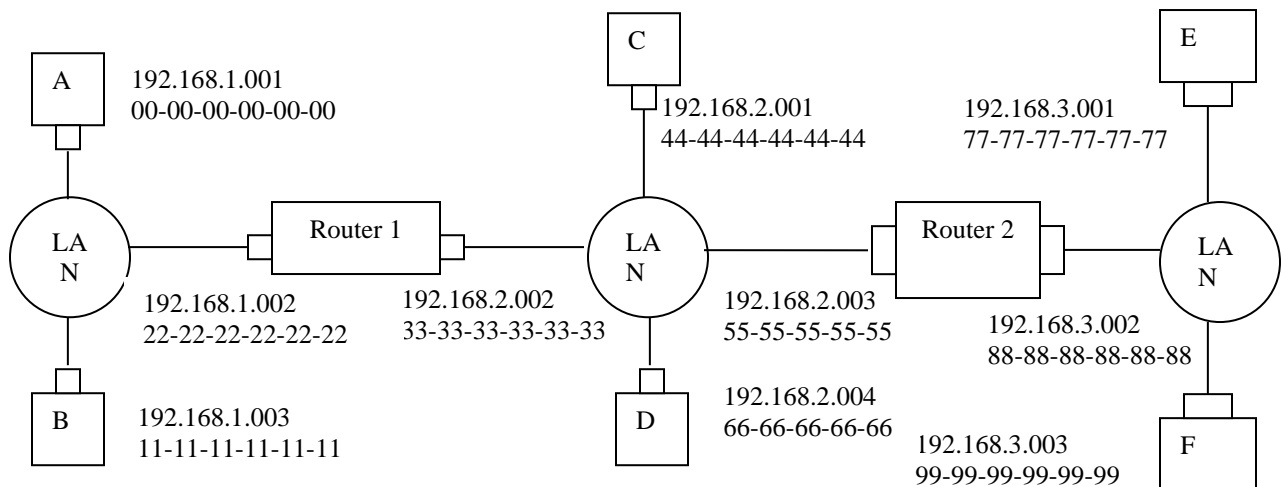 A
192.168.1.001
00-00-00-00-00-00
C
192.168.2.001
44-44-44-44-44-44
E
192.168.3.001
77-77-77-77-77-77
LA
N
Router 1
LA
N
Router 2
LA
N
192.168.1.002
22-22-22-22-22-22
192.168.2.002
33-33-33-33-33-33
192.168.2.003
55-55-55-55-55
192.168.3.002
88-88-88-88-88-88
B
192.168.1.003
11-11-11-11-11-11
D
192.168.2.004
66-66-66-66-66
192.168.3.003
99-99-99-99-99-99
F